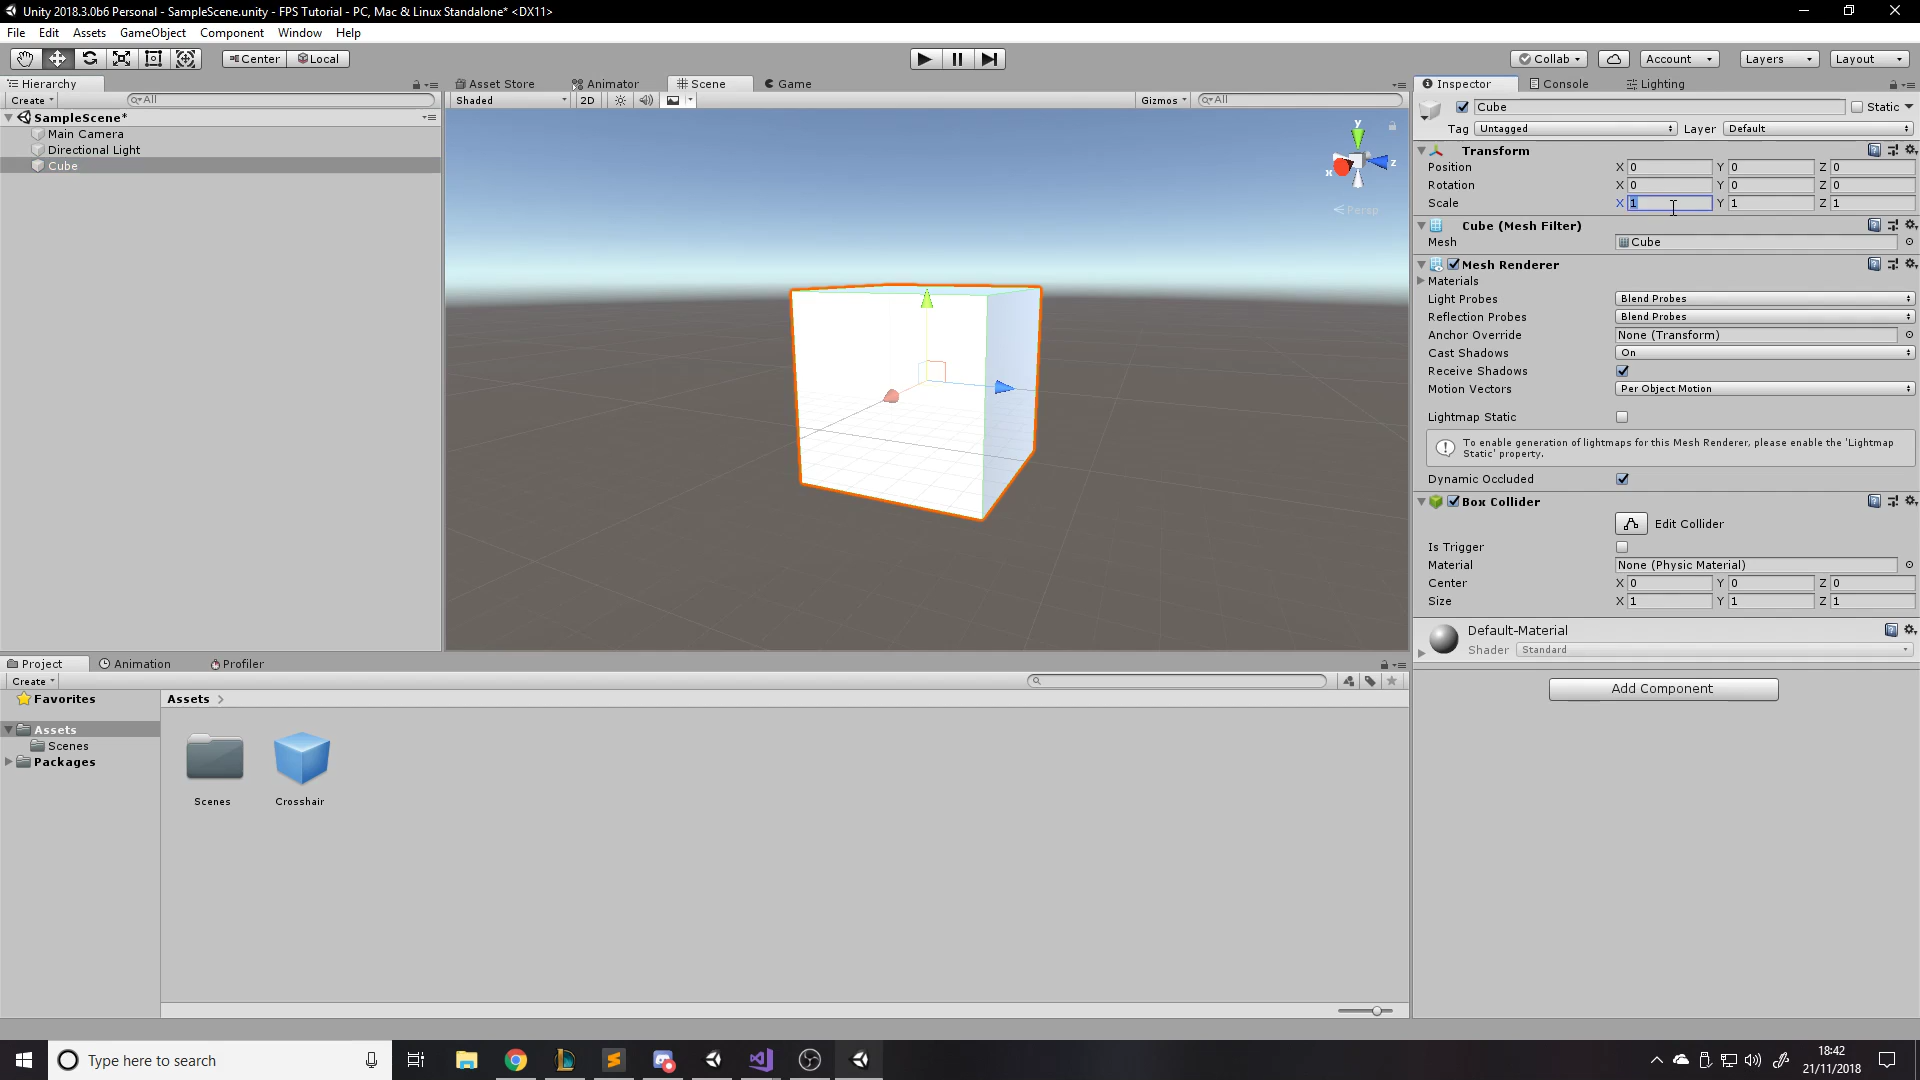 Unity 2018.3.0b6 Personal - SampleScene.unity - FPS Tutorial - PC, Mac & Linux Standalone* <DX11>
File Edit Assets GameObject Component Window Help
Center Local Collab Account Layers Layout
Hierarchy
Create All
SampleScene*
Main Camera
Directional Light
Cube
Asset Store Animator Scene Game
Shaded 2D Gizmos All
y
x z
Persp
Inspector Console Lighting
Cube Static
Tag Untagged Layer Default
Transform
Position X 0 Y 0 Z 0
Rotation X 0 Y 0 Z 0
Scale X 1 Y 1 Z 1
Cube (Mesh Filter)
Mesh Cube
Mesh Renderer
Materials
Light Probes Blend Probes
Reflection Probes Blend Probes
Anchor Override None (Transform)
Cast Shadows On
Receive Shadows
Motion Vectors Per Object Motion
Lightmap Static
To enable generation of lightmaps for this Mesh Renderer, please enable the 'Lightmap
Static' property.
Dynamic Occluded
Box Collider
Edit Collider
Is Trigger
Material None (Physic Material)
Center X 0 Y 0 Z 0
Size X 1 Y 1 Z 1
Default-Material
Shader Standard
Add Component
Project Animation Profiler
Create
Favorites
Assets
Scenes
Packages
Assets
Scenes Crosshair
Type here to search
18:42
21/11/2018